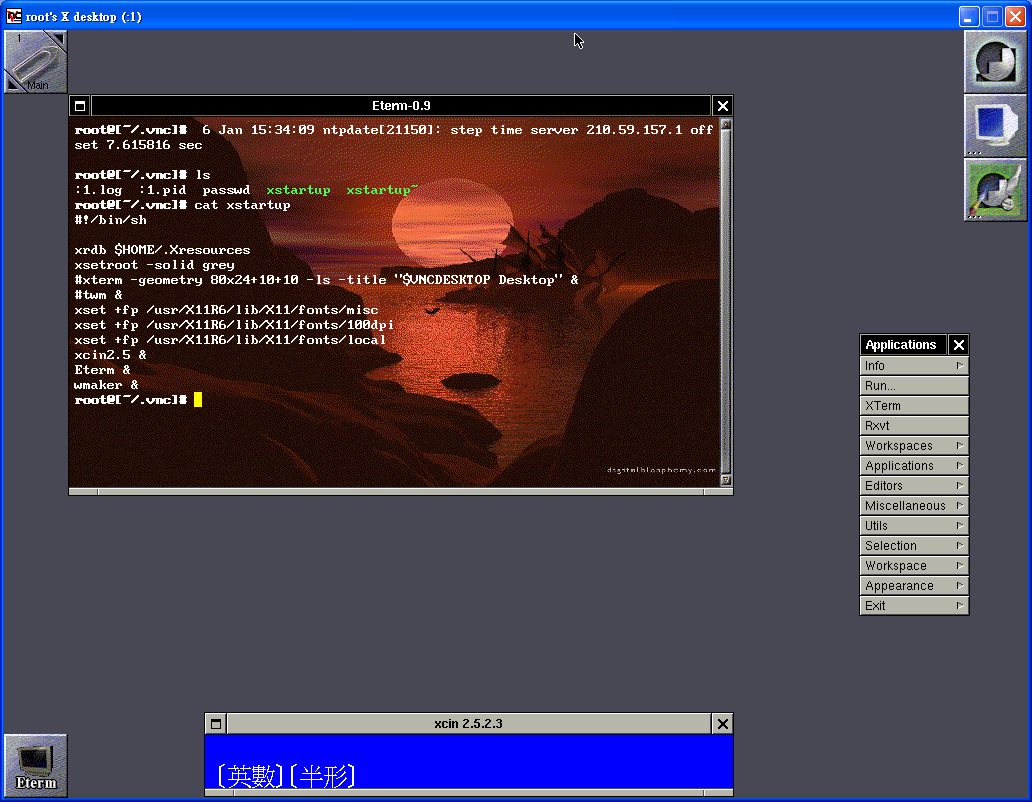 root's X desktop (:1)
1
Main
Eterm-0.9
root@[~/.vnc]#  6 Jan 15:34:09 ntpdate[21150]: step time server 210.59.157.1 off
set 7.615816 sec
root@[~/.vnc]# ls
:1.log  :1.pid  passwd  xstartup  xstartup~
root@[~/.vnc]# cat xstartup
#!/bin/sh
xrdb $HOME/.Xresources
xsetroot -solid grey
#xterm -geometry 80x24+10+10 -ls -title "$VNCDESKTOP Desktop" &
#twm &
xset +fp /usr/X11R6/lib/X11/fonts/misc
xset +fp /usr/X11R6/lib/X11/fonts/100dpi
xset +fp /usr/X11R6/lib/X11/fonts/local
xcin2.5 &
Eterm &
wmaker &
root@[~/.vnc]#
digitalblasphemy.com
Applications
Info
Run...
XTerm
Rxvt
Workspaces
Applications
Editors
Miscellaneous
Utils
Selection
Workspace
Appearance
Exit
xcin 2.5.2.3
[英數][半形]
Eterm